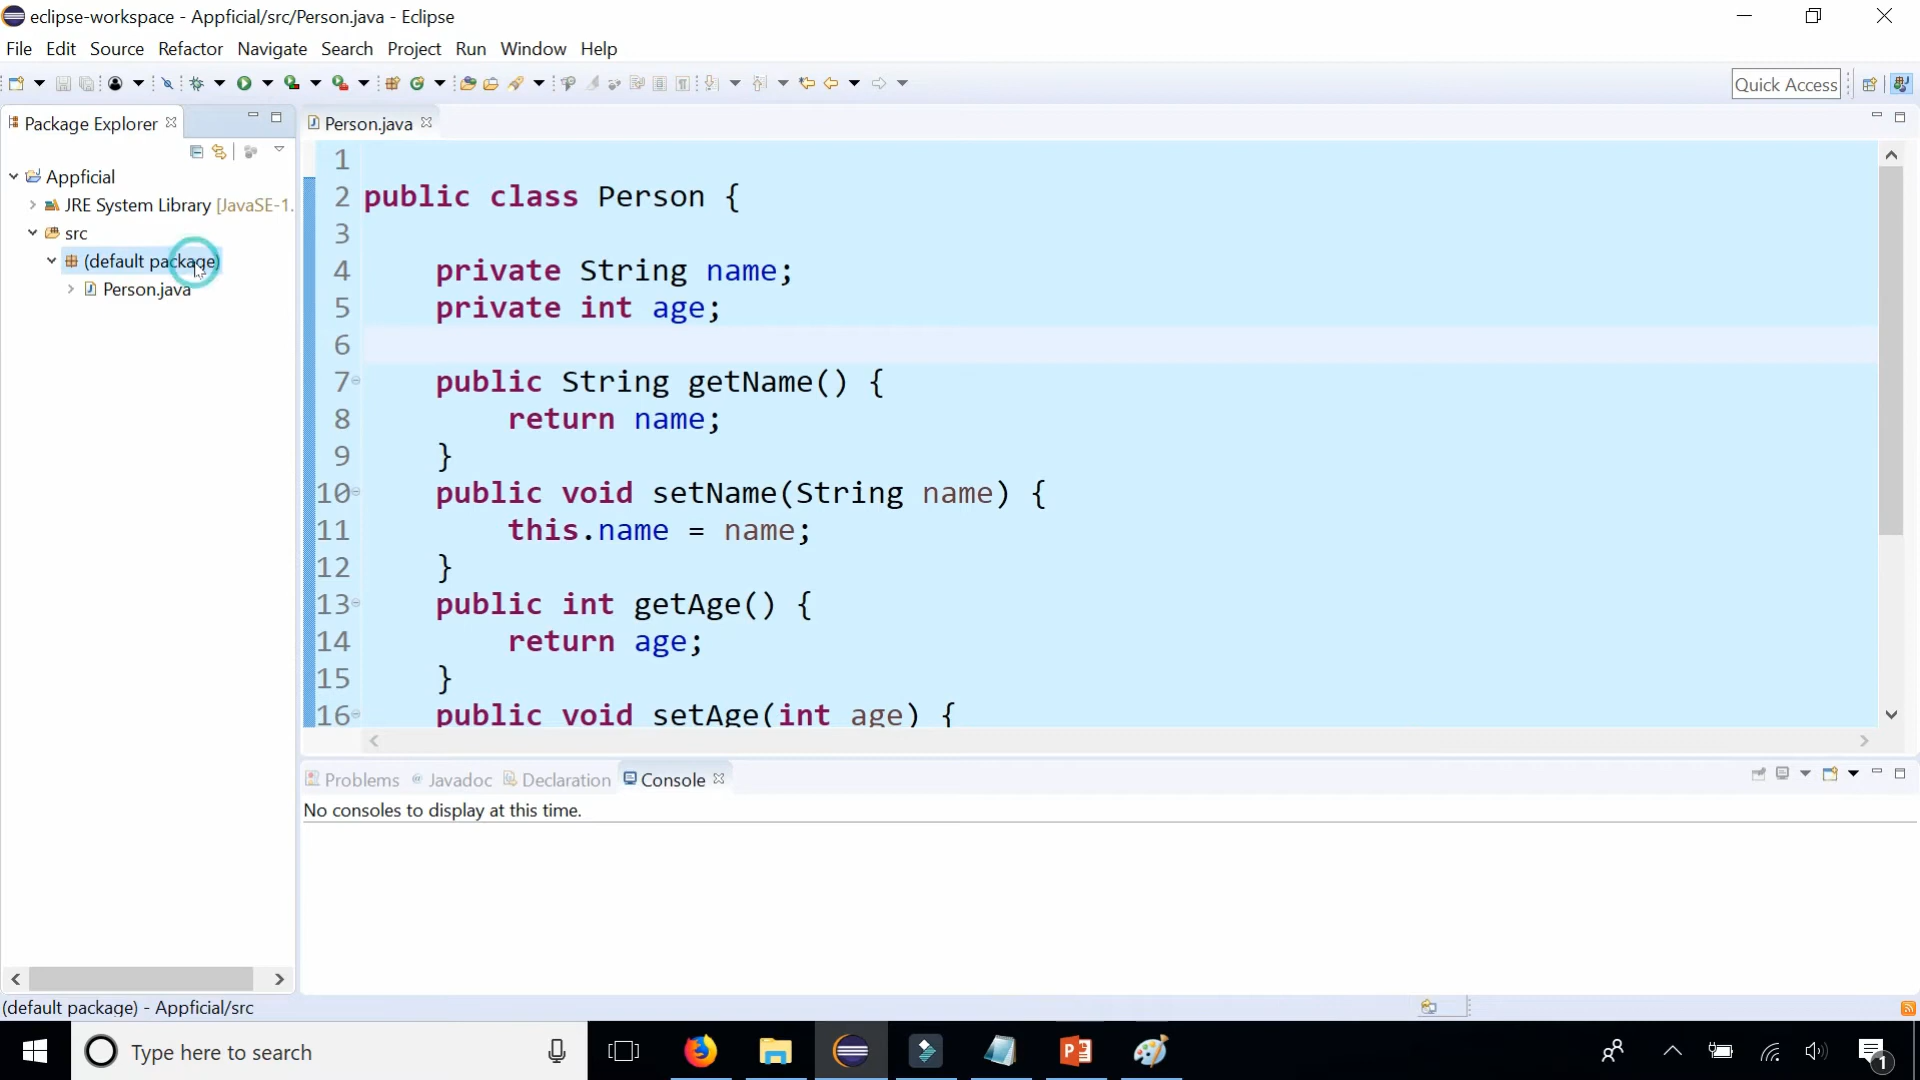 eclipse-workspace - Appficial/src/Person.java - Eclipse
File Edit Source Refactor Navigate Search Project Run Window Help
Quick Access
Package Explorer
Person.java
Appficial
JRE System Library [JavaSE-1.
src
(default package)
Person.java
1
2 public class Person {
3
4 private String name;
5 private int age;
6
7 public String getName() {
8 return name;
9 }
10 public void setName(String name) {
11 this.name = name;
12 }
13 public int getAge() {
14 return age;
15 }
16 public void setAge(int age) {
Problems Javadoc Declaration Console
No consoles to display at this time.
(default package) - Appficial/src
Type here to search
1